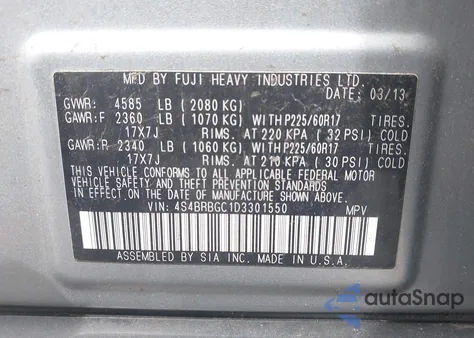 MFD BY FUJI HEAVY INDUSTRIES LTD.
DATE: 03/13
GVWR: 4585 LB (2080 KG)
GAWR:F 2360 LB (1070 KG) WITH P225/60R17 TIRES,
17X7J RIMS, AT 220 KPA (32 PSI) COLD
GAWR:R 2340 LB (1060 KG) WITH P225/60R17 TIRES,
17X7J RIMS, AT 210 KPA (30 PSI) COLD
THIS VEHICLE CONFORMS TO ALL APPLICABLE FEDERAL MOTOR
VEHICLE SAFETY AND THEFT PREVENTION STANDARDS IN EFFECT
ON THE DATE OF MANUFACTURE SHOWN ABOVE.
VIN: 4S4BRBGC1D3301550 MPV
ASSEMBLED BY SIA INC. MADE IN U.S.A.
autoSnap
POWERED BY